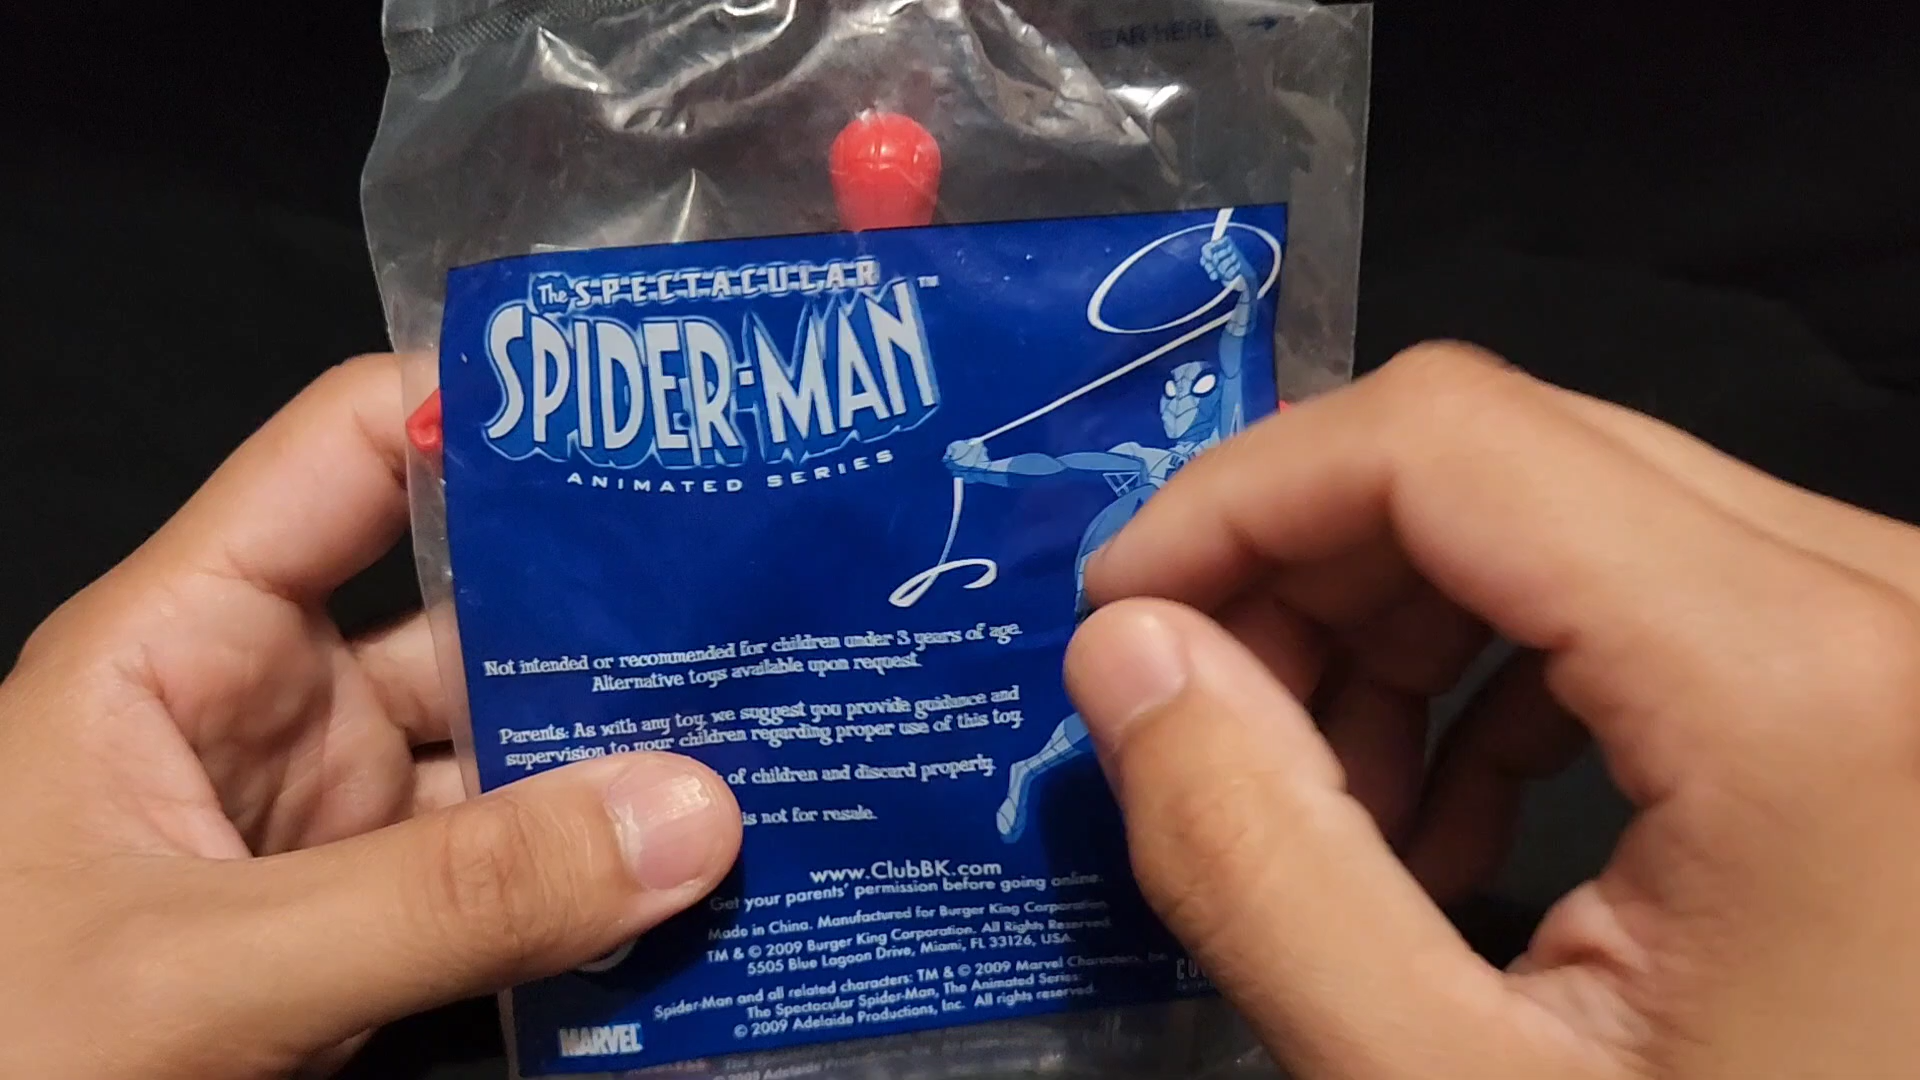 TEAR HERE
The SPECTACULAR
SPIDER-MAN™
ANIMATED SERIES
Not intended or recommended for children under 3 years of age.
Alternative toys available upon request.
Parents: As with any toy, we suggest you provide guidance and
supervision to your children regarding proper use of this toy.
of children and discard properly.
is not for resale.
www.ClubBK.com
Get your parents' permission before going online.
Made in China. Manufactured for Burger King Corporation.
TM & © 2009 Burger King Corporation. All Rights Reserved.
5505 Blue Lagoon Drive, Miami, FL 33126, USA.
Spider-Man and all related characters: TM & © 2009 Marvel Characters, Inc.
The Spectacular Spider-Man, The Animated Series:
© 2009 Adelaide Productions, Inc. All rights reserved.
MARVEL